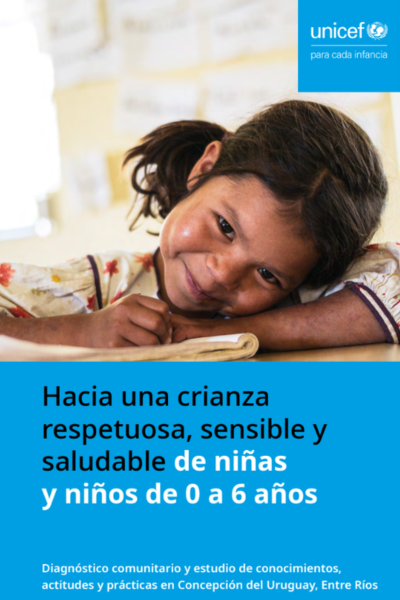 unicef
para cada infancia
Hacia una crianza
respetuosa, sensible y
saludable de niñas
y niños de 0 a 6 años
Diagnóstico comunitario y estudio de conocimientos,
actitudes y prácticas en Concepción del Uruguay, Entre Ríos